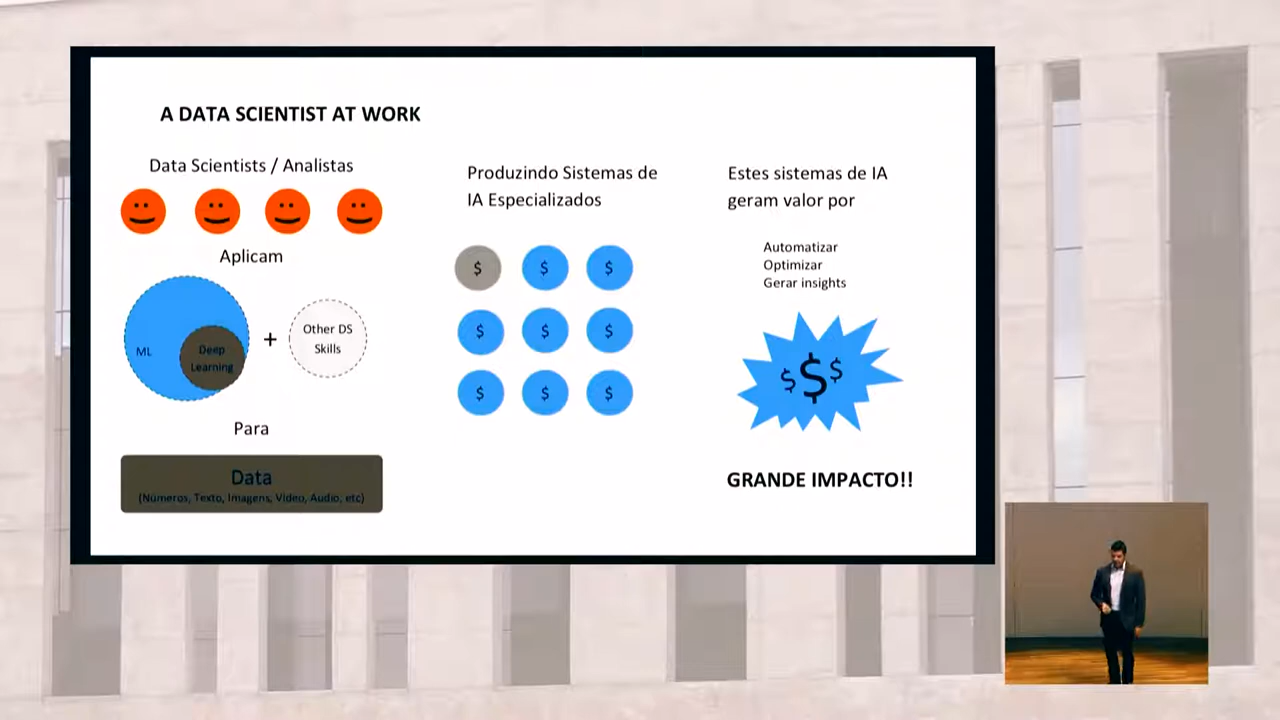 A DATA SCIENTIST AT WORK
Data Scientists / Analistas
Aplicam
ML
Deep
Learning
+
Other DS
Skills
Para
Data
(Números, Texto, Imagens, Vídeo, Audio, etc)
Produzindo Sistemas de
IA Especializados
$ $ $
$ $ $
$ $ $
Estes sistemas de IA
geram valor por
Automatizar
Optimizar
Gerar insights
$ $ $
GRANDE IMPACTO!!